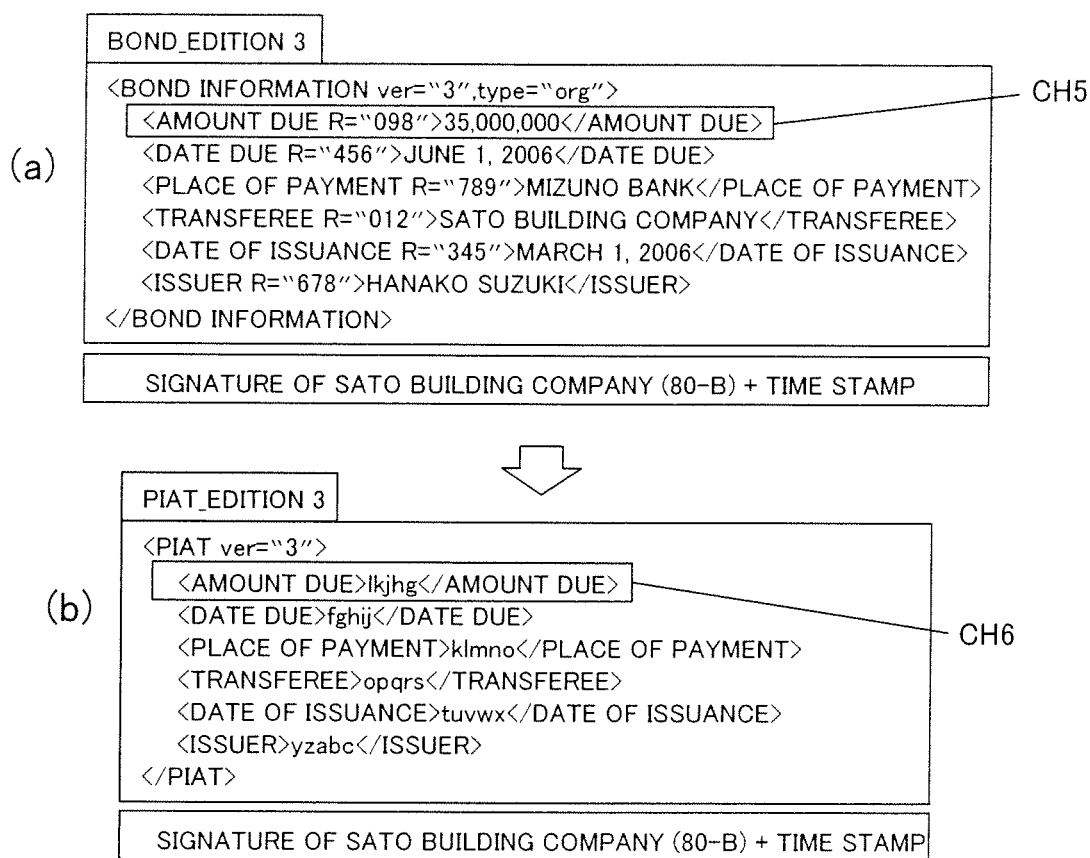 BOND_EDITION 3
<BOND INFORMATION ver="3",type="org">
CH5
<AMOUNT DUE R="098">35,000,000</AMOUNT DUE>
(a)
<DATE DUE R="456">JUNE 1, 2006</DATE DUE>
<PLACE OF PAYMENT R="789">MIZUNO BANK</PLACE OF PAYMENT>
<TRANSFEREE R="012">SATO BUILDING COMPANY</TRANSFEREE>
<DATE OF ISSUANCE R="345">MARCH 1, 2006</DATE OF ISSUANCE>
<ISSUER R="678">HANAKO SUZUKI</ISSUER>
</BOND INFORMATION>
SIGNATURE OF SATO BUILDING COMPANY (80-B) + TIME STAMP
PIAT_EDITION 3
<PIAT ver="3">
<AMOUNT DUE>lkjhg</AMOUNT DUE>
(b)
<DATE DUE>fghij</DATE DUE>
CH6
<PLACE OF PAYMENT>klmno</PLACE OF PAYMENT>
<TRANSFEREE>opqrs</TRANSFEREE>
<DATE OF ISSUANCE>tuvwx</DATE OF ISSUANCE>
<ISSUER>yzabc</ISSUER>
</PIAT>
SIGNATURE OF SATO BUILDING COMPANY (80-B) + TIME STAMP